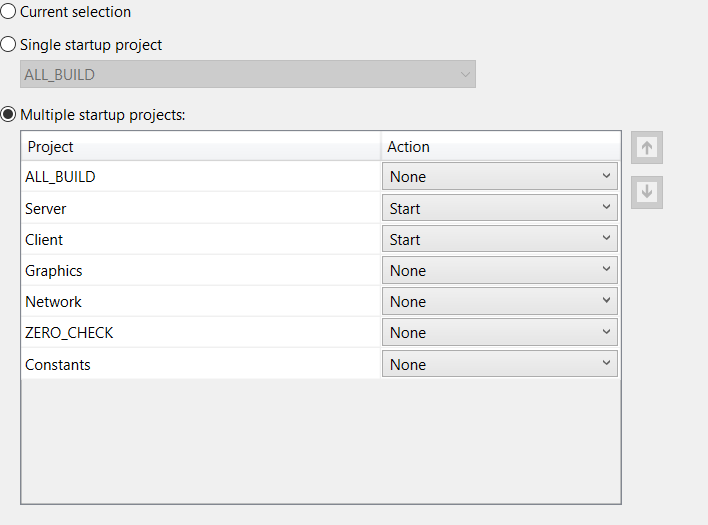 Current selection
Single startup project
ALL_BUILD
Multiple startup projects:
Project Action
ALL_BUILD None
Server Start
Client Start
Graphics None
Network None
ZERO_CHECK None
Constants None